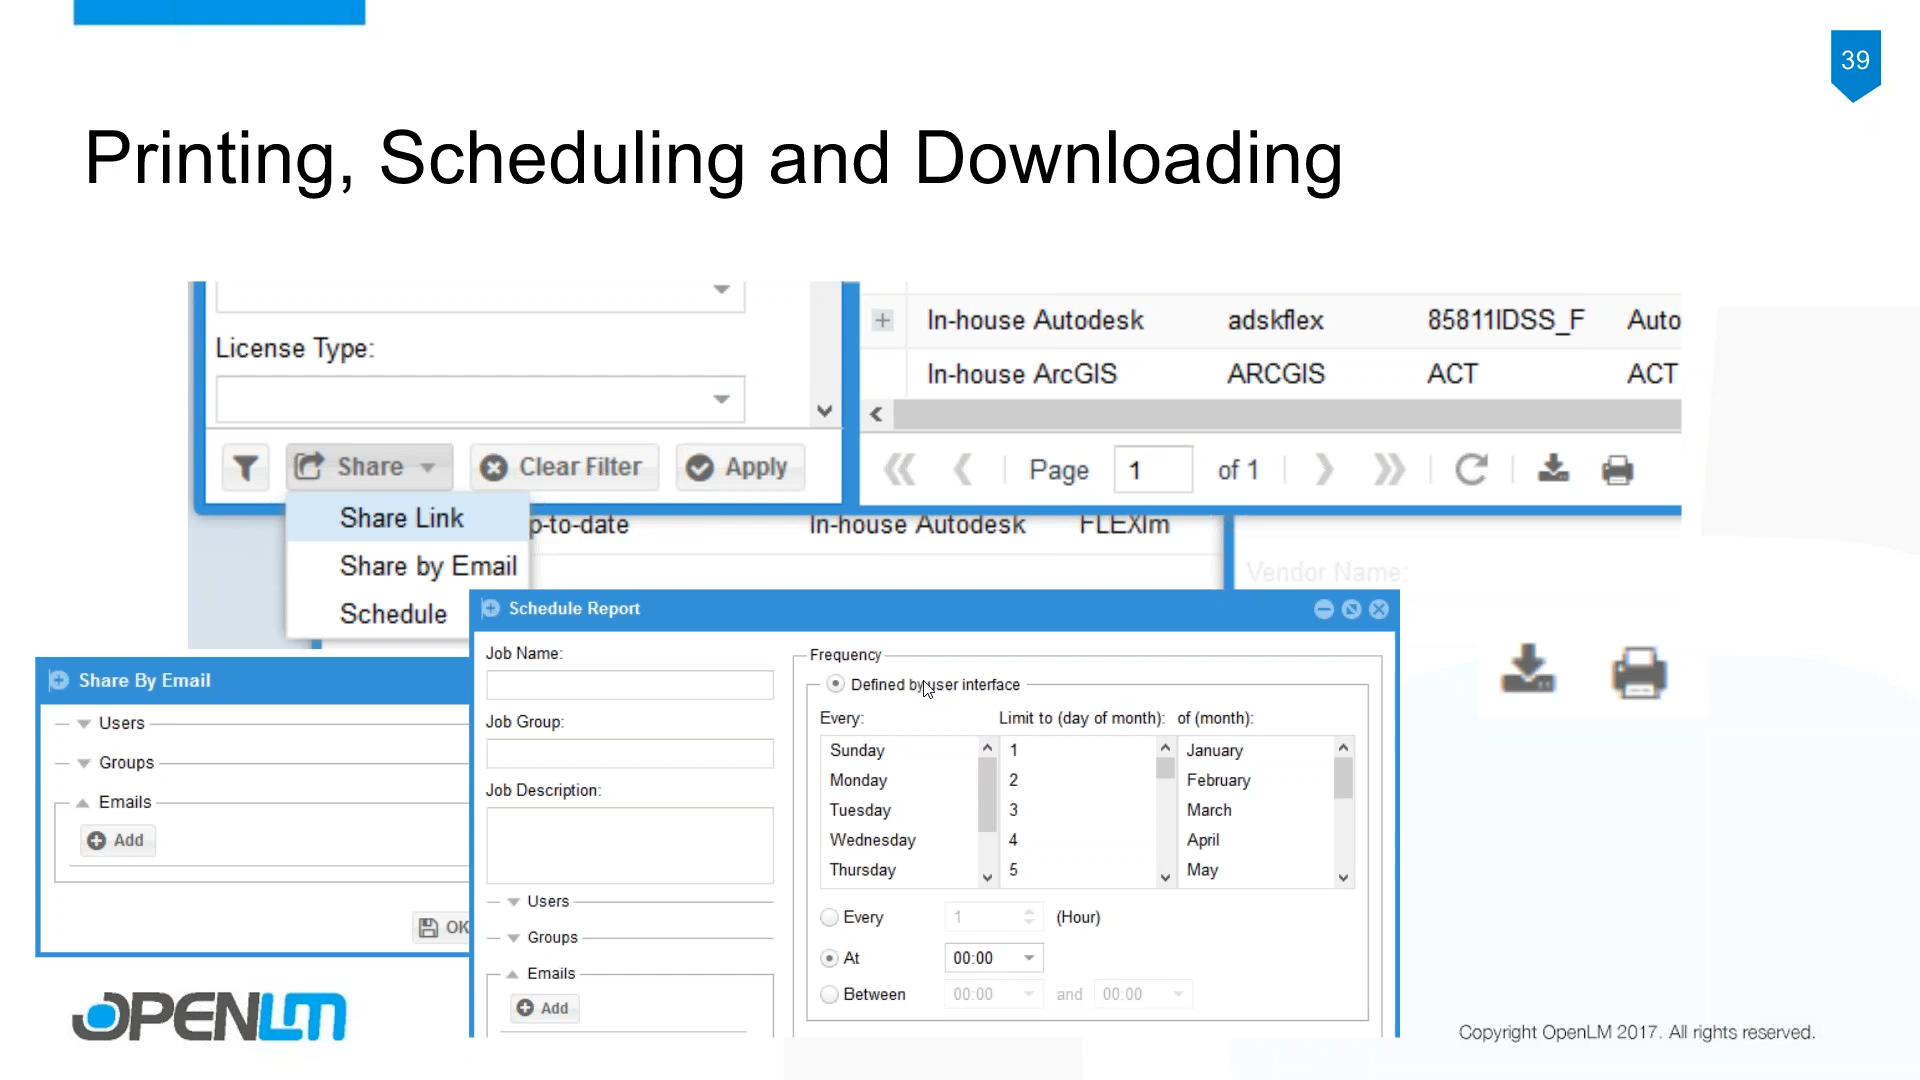 39
Printing, Scheduling and Downloading
License Type:
Share
Clear Filter
Apply
Share Link
Share by Email
Schedule
In-house Autodesk adskflex 85811IDSS_F Auto
In-house ArcGIS ARCGIS ACT ACT
Page 1 of 1
p-to-date In-house Autodesk FLEXlm
Vendor Name:
Share By Email
Users
Groups
Emails
Add
OK
Schedule Report
Job Name:
Job Group:
Job Description:
Users
Groups
Emails
Add
Frequency
Defined by user interface
Every: Limit to (day of month): of (month):
Sunday 1 January
Monday 2 February
Tuesday 3 March
Wednesday 4 April
Thursday 5 May
Every 1 (Hour)
At 00:00
Between 00:00 and 00:00
OPENLM
Copyright OpenLM 2017. All rights reserved.